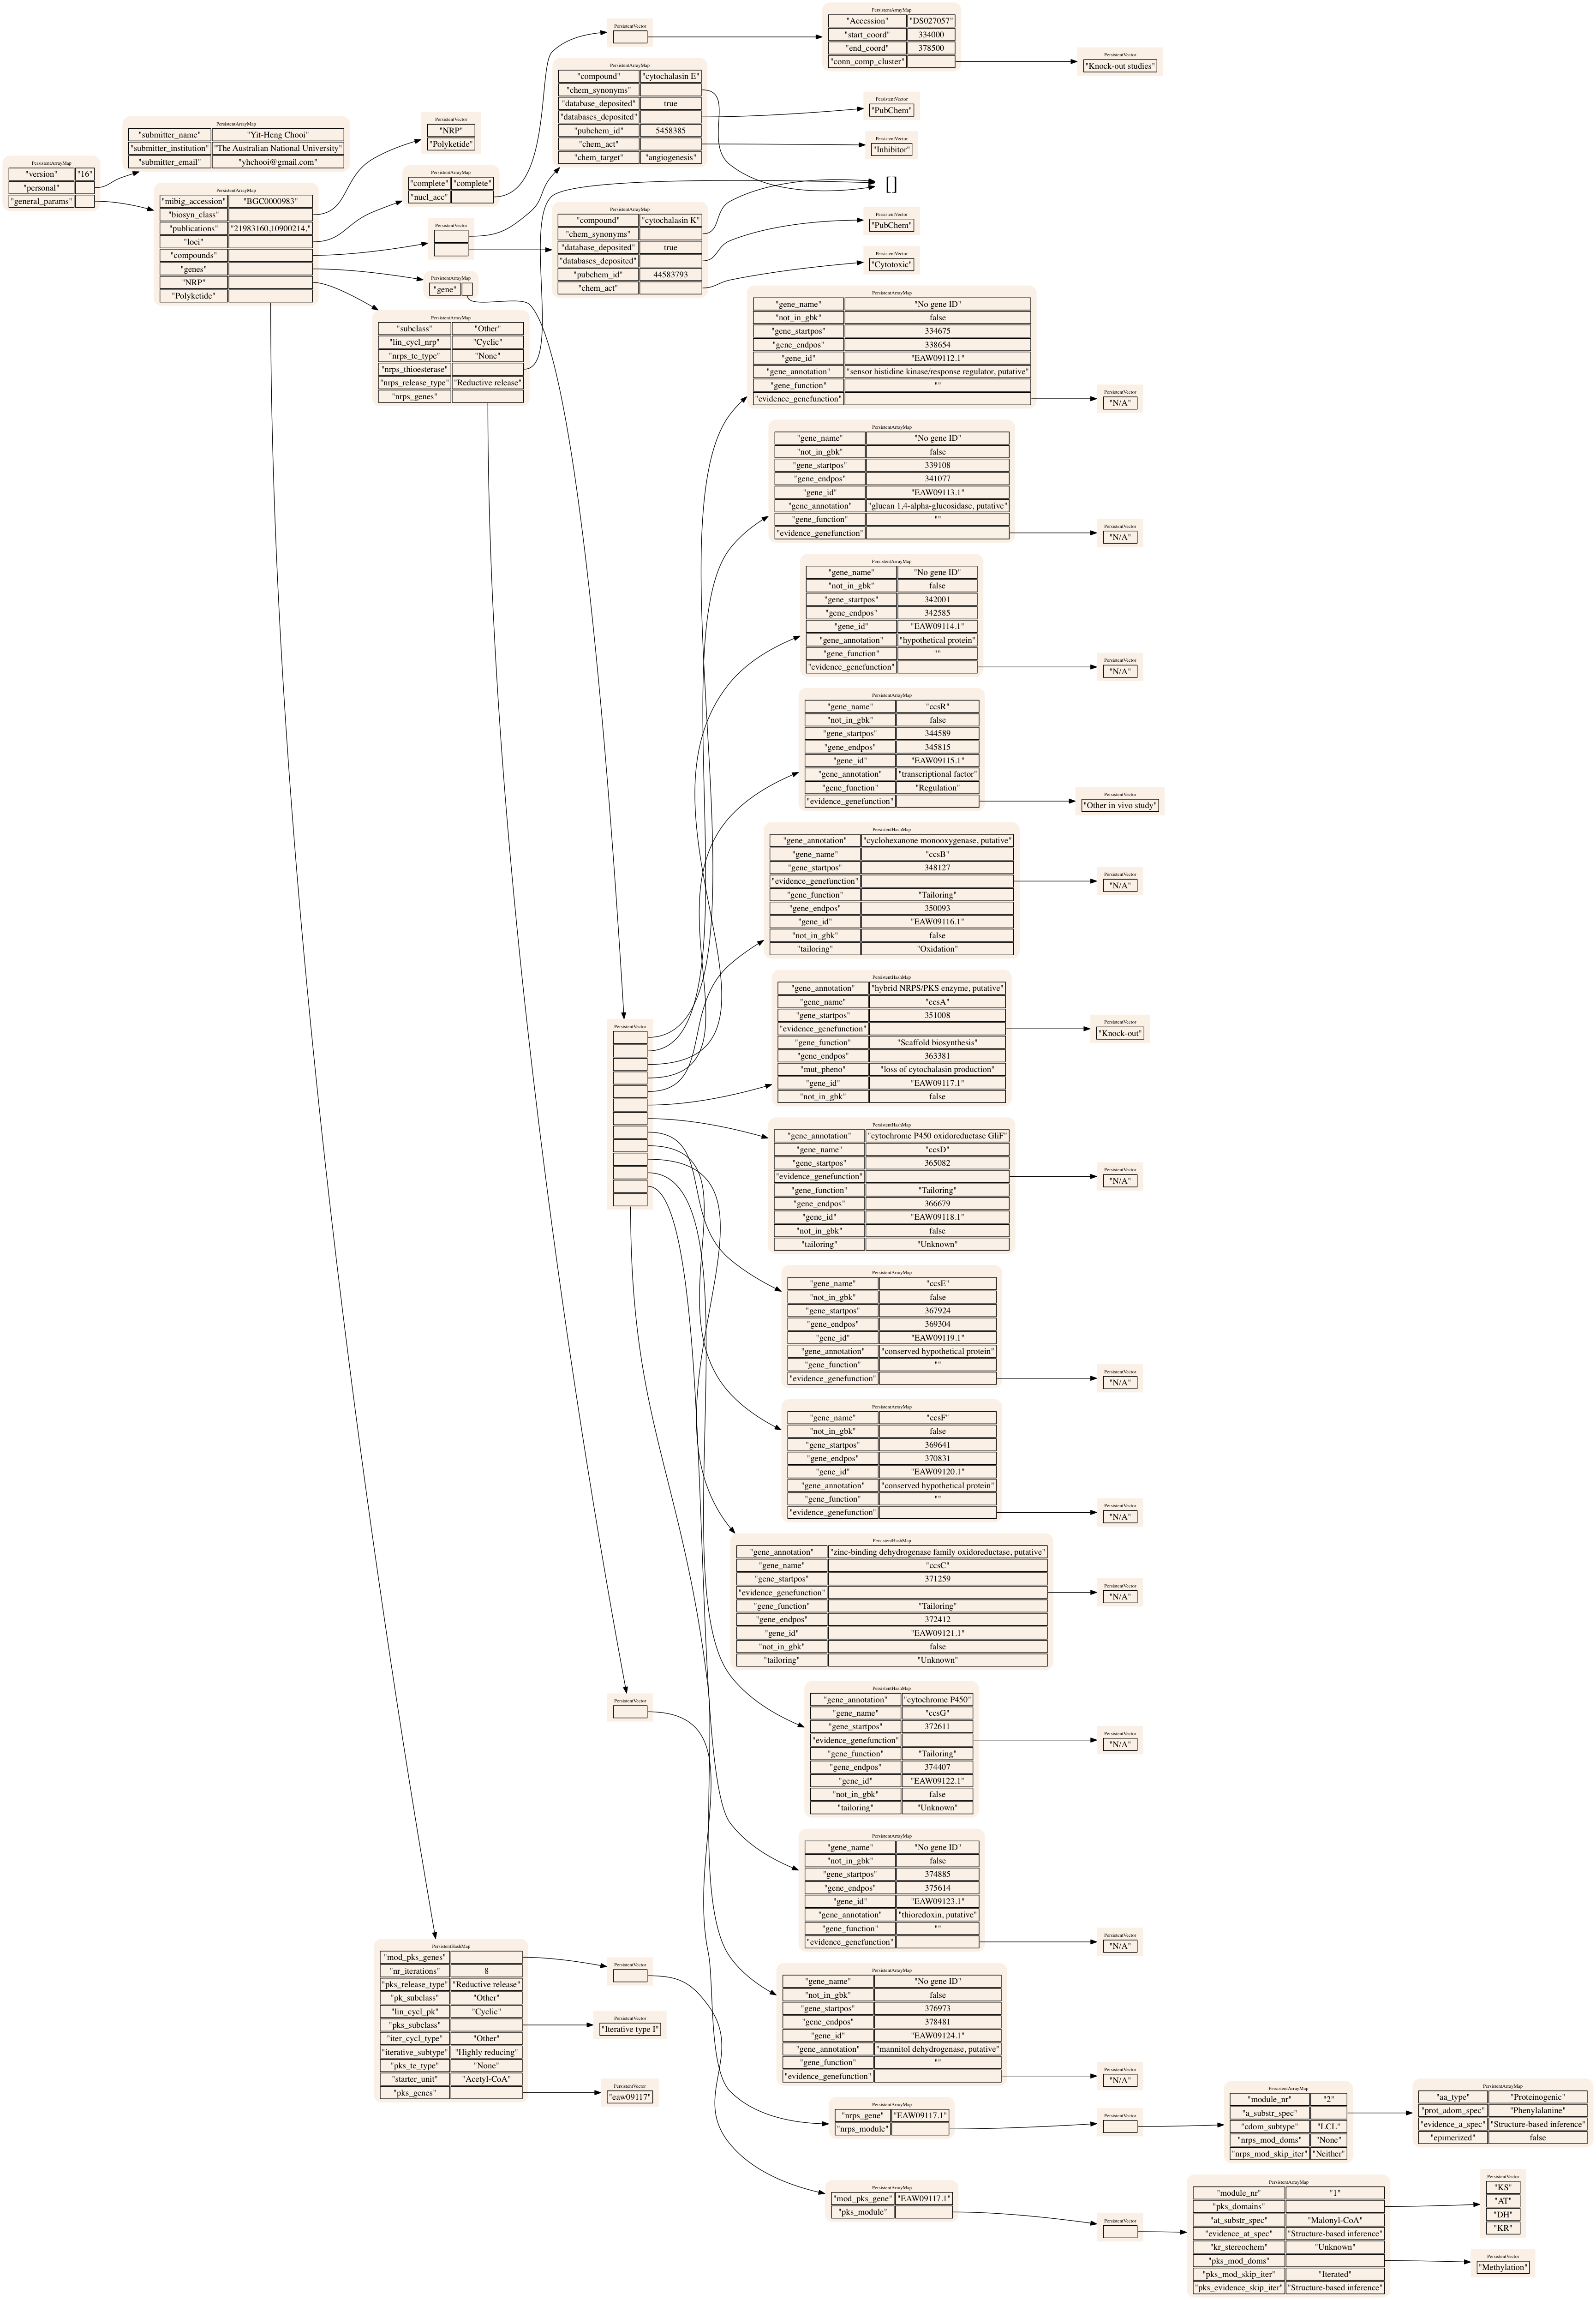 PersistentArrayMap
"version" "16"
"personal"
"general_params"
PersistentArrayMap
"submitter_name" "Yit-Heng Chooi"
"submitter_institution" "The Australian National University"
"submitter_email" "yhchooi@gmail.com"
PersistentArrayMap
"mibig_accession" "BGC0000983"
"biosyn_class"
"publications" "21983160,10900214,"
"loci"
"compounds"
"genes"
"NRP"
"Polyketide"
PersistentVector
"NRP"
"Polyketide"
PersistentArrayMap
"complete" "complete"
"nucl_acc"
PersistentVector
PersistentArrayMap
"gene"
PersistentArrayMap
"subclass" "Other"
"lin_cycl_nrp" "Cyclic"
"nrps_te_type" "None"
"nrps_thioesterase"
"nrps_release_type" "Reductive release"
"nrps_genes"
PersistentVector
PersistentArrayMap
"Accession" "DS027057"
"start_coord" 334000
"end_coord" 378500
"conn_comp_cluster"
PersistentVector
"Knock-out studies"
PersistentArrayMap
"compound" "cytochalasin E"
"chem_synonyms"
"database_deposited" true
"databases_deposited"
"pubchem_id" 5458385
"chem_act"
"chem_target" "angiogenesis"
PersistentVector
"PubChem"
PersistentVector
"Inhibitor"
[]
PersistentArrayMap
"compound" "cytochalasin K"
"chem_synonyms"
"database_deposited" true
"databases_deposited"
"pubchem_id" 44583793
"chem_act"
PersistentVector
"PubChem"
PersistentVector
"Cytotoxic"
PersistentArrayMap
"gene_name" "No gene ID"
"not_in_gbk" false
"gene_startpos" 334675
"gene_endpos" 338654
"gene_id" "EAW09112.1"
"gene_annotation" "sensor histidine kinase/response regulator, putative"
"gene_function" ""
"evidence_genefunction"
PersistentVector
"N/A"
PersistentArrayMap
"gene_name" "No gene ID"
"not_in_gbk" false
"gene_startpos" 339108
"gene_endpos" 341077
"gene_id" "EAW09113.1"
"gene_annotation" "glucan 1,4-alpha-glucosidase, putative"
"gene_function" ""
"evidence_genefunction"
PersistentVector
"N/A"
PersistentArrayMap
"gene_name" "No gene ID"
"not_in_gbk" false
"gene_startpos" 342001
"gene_endpos" 342585
"gene_id" "EAW09114.1"
"gene_annotation" "hypothetical protein"
"gene_function" ""
"evidence_genefunction"
PersistentVector
"N/A"
PersistentArrayMap
"gene_name" "ccsR"
"not_in_gbk" false
"gene_startpos" 344589
"gene_endpos" 345815
"gene_id" "EAW09115.1"
"gene_annotation" "transcriptional factor"
"gene_function" "Regulation"
"evidence_genefunction"
PersistentVector
"Other in vivo study"
PersistentHashMap
"gene_annotation" "cyclohexanone monooxygenase, putative"
"gene_name" "ccsB"
"gene_startpos" 348127
"evidence_genefunction"
"gene_function" "Tailoring"
"gene_endpos" 350093
"gene_id" "EAW09116.1"
"not_in_gbk" false
"tailoring" "Oxidation"
PersistentVector
"N/A"
PersistentHashMap
"gene_annotation" "hybrid NRPS/PKS enzyme, putative"
"gene_name" "ccsA"
"gene_startpos" 351008
"evidence_genefunction"
"gene_function" "Scaffold biosynthesis"
"gene_endpos" 363381
"mut_pheno" "loss of cytochalasin production"
"gene_id" "EAW09117.1"
"not_in_gbk" false
PersistentVector
"Knock-out"
PersistentVector
PersistentHashMap
"gene_annotation" "cytochrome P450 oxidoreductase GliF"
"gene_name" "ccsD"
"gene_startpos" 365082
"evidence_genefunction"
"gene_function" "Tailoring"
"gene_endpos" 366679
"gene_id" "EAW09118.1"
"not_in_gbk" false
"tailoring" "Unknown"
PersistentVector
"N/A"
PersistentArrayMap
"gene_name" "ccsE"
"not_in_gbk" false
"gene_startpos" 367924
"gene_endpos" 369304
"gene_id" "EAW09119.1"
"gene_annotation" "conserved hypothetical protein"
"gene_function" ""
"evidence_genefunction"
PersistentVector
"N/A"
PersistentArrayMap
"gene_name" "ccsF"
"not_in_gbk" false
"gene_startpos" 369641
"gene_endpos" 370831
"gene_id" "EAW09120.1"
"gene_annotation" "conserved hypothetical protein"
"gene_function" ""
"evidence_genefunction"
PersistentVector
"N/A"
PersistentHashMap
"gene_annotation" "zinc-binding dehydrogenase family oxidoreductase, putative"
"gene_name" "ccsC"
"gene_startpos" 371259
"evidence_genefunction"
"gene_function" "Tailoring"
"gene_endpos" 372412
"gene_id" "EAW09121.1"
"not_in_gbk" false
"tailoring" "Unknown"
PersistentVector
"N/A"
PersistentVector
PersistentHashMap
"gene_annotation" "cytochrome P450"
"gene_name" "ccsG"
"gene_startpos" 372611
"evidence_genefunction"
"gene_function" "Tailoring"
"gene_endpos" 374407
"gene_id" "EAW09122.1"
"not_in_gbk" false
"tailoring" "Unknown"
PersistentVector
"N/A"
PersistentArrayMap
"gene_name" "No gene ID"
"not_in_gbk" false
"gene_startpos" 374885
"gene_endpos" 375614
"gene_id" "EAW09123.1"
"gene_annotation" "thioredoxin, putative"
"gene_function" ""
"evidence_genefunction"
PersistentVector
"N/A"
PersistentHashMap
"mod_pks_genes"
"nr_iterations" 8
"pks_release_type" "Reductive release"
"pk_subclass" "Other"
"lin_cycl_pk" "Cyclic"
"pks_subclass"
"iter_cycl_type" "Other"
"iterative_subtype" "Highly reducing"
"pks_te_type" "None"
"starter_unit" "Acetyl-CoA"
"pks_genes"
PersistentVector
PersistentVector
"Iterative type I"
PersistentVector
"eaw09117"
PersistentArrayMap
"gene_name" "No gene ID"
"not_in_gbk" false
"gene_startpos" 376973
"gene_endpos" 378481
"gene_id" "EAW09124.1"
"gene_annotation" "mannitol dehydrogenase, putative"
"gene_function" ""
"evidence_genefunction"
PersistentVector
"N/A"
PersistentArrayMap
"nrps_gene" "EAW09117.1"
"nrps_module"
PersistentVector
PersistentArrayMap
"module_nr" "2"
"a_substr_spec"
"cdom_subtype" "LCL"
"nrps_mod_doms" "None"
"nrps_mod_skip_iter" "Neither"
PersistentArrayMap
"aa_type" "Proteinogenic"
"prot_adom_spec" "Phenylalanine"
"evidence_a_spec" "Structure-based inference"
"epimerized" false
PersistentArrayMap
"mod_pks_gene" "EAW09117.1"
"pks_module"
PersistentVector
PersistentArrayMap
"module_nr" "1"
"pks_domains"
"at_substr_spec" "Malonyl-CoA"
"evidence_at_spec" "Structure-based inference"
"kr_stereochem" "Unknown"
"pks_mod_doms"
"pks_mod_skip_iter" "Iterated"
"pks_evidence_skip_iter" "Structure-based inference"
PersistentVector
"KS"
"AT"
"DH"
"KR"
PersistentVector
"Methylation"